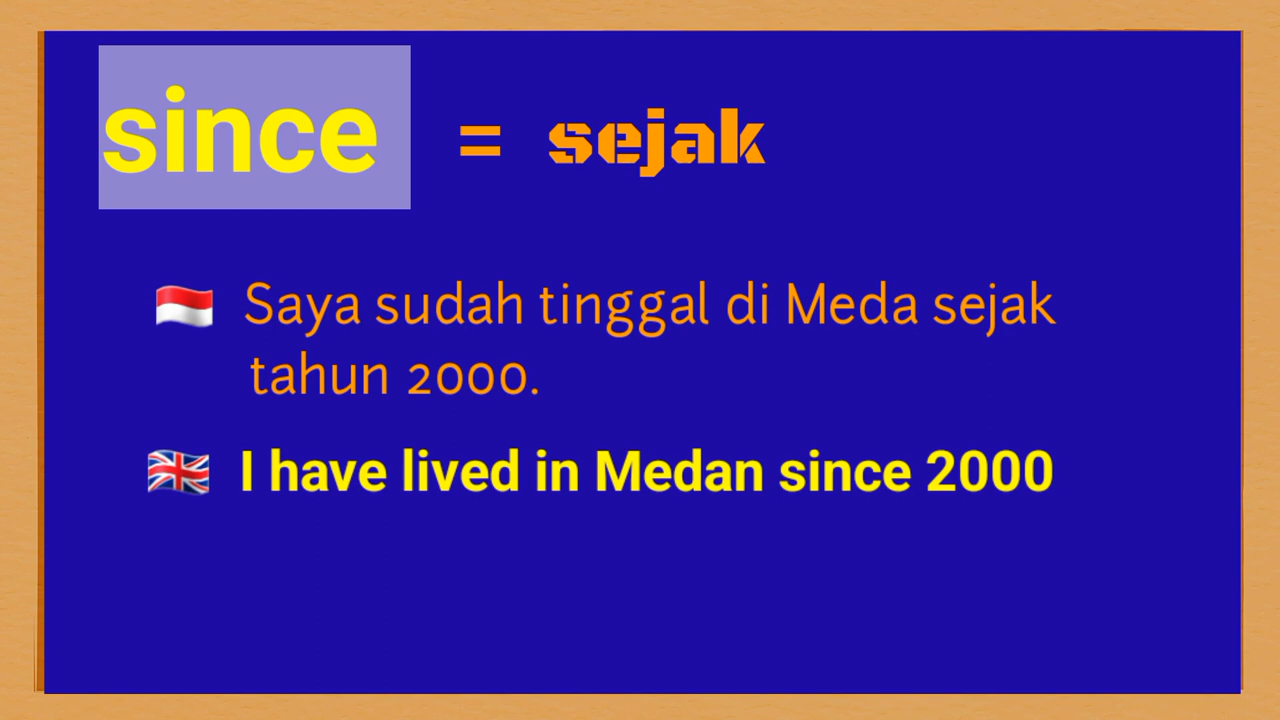 since = sejak
🇮🇩 Saya sudah tinggal di Meda sejak
tahun 2000.
🇬🇧 I have lived in Medan since 2000